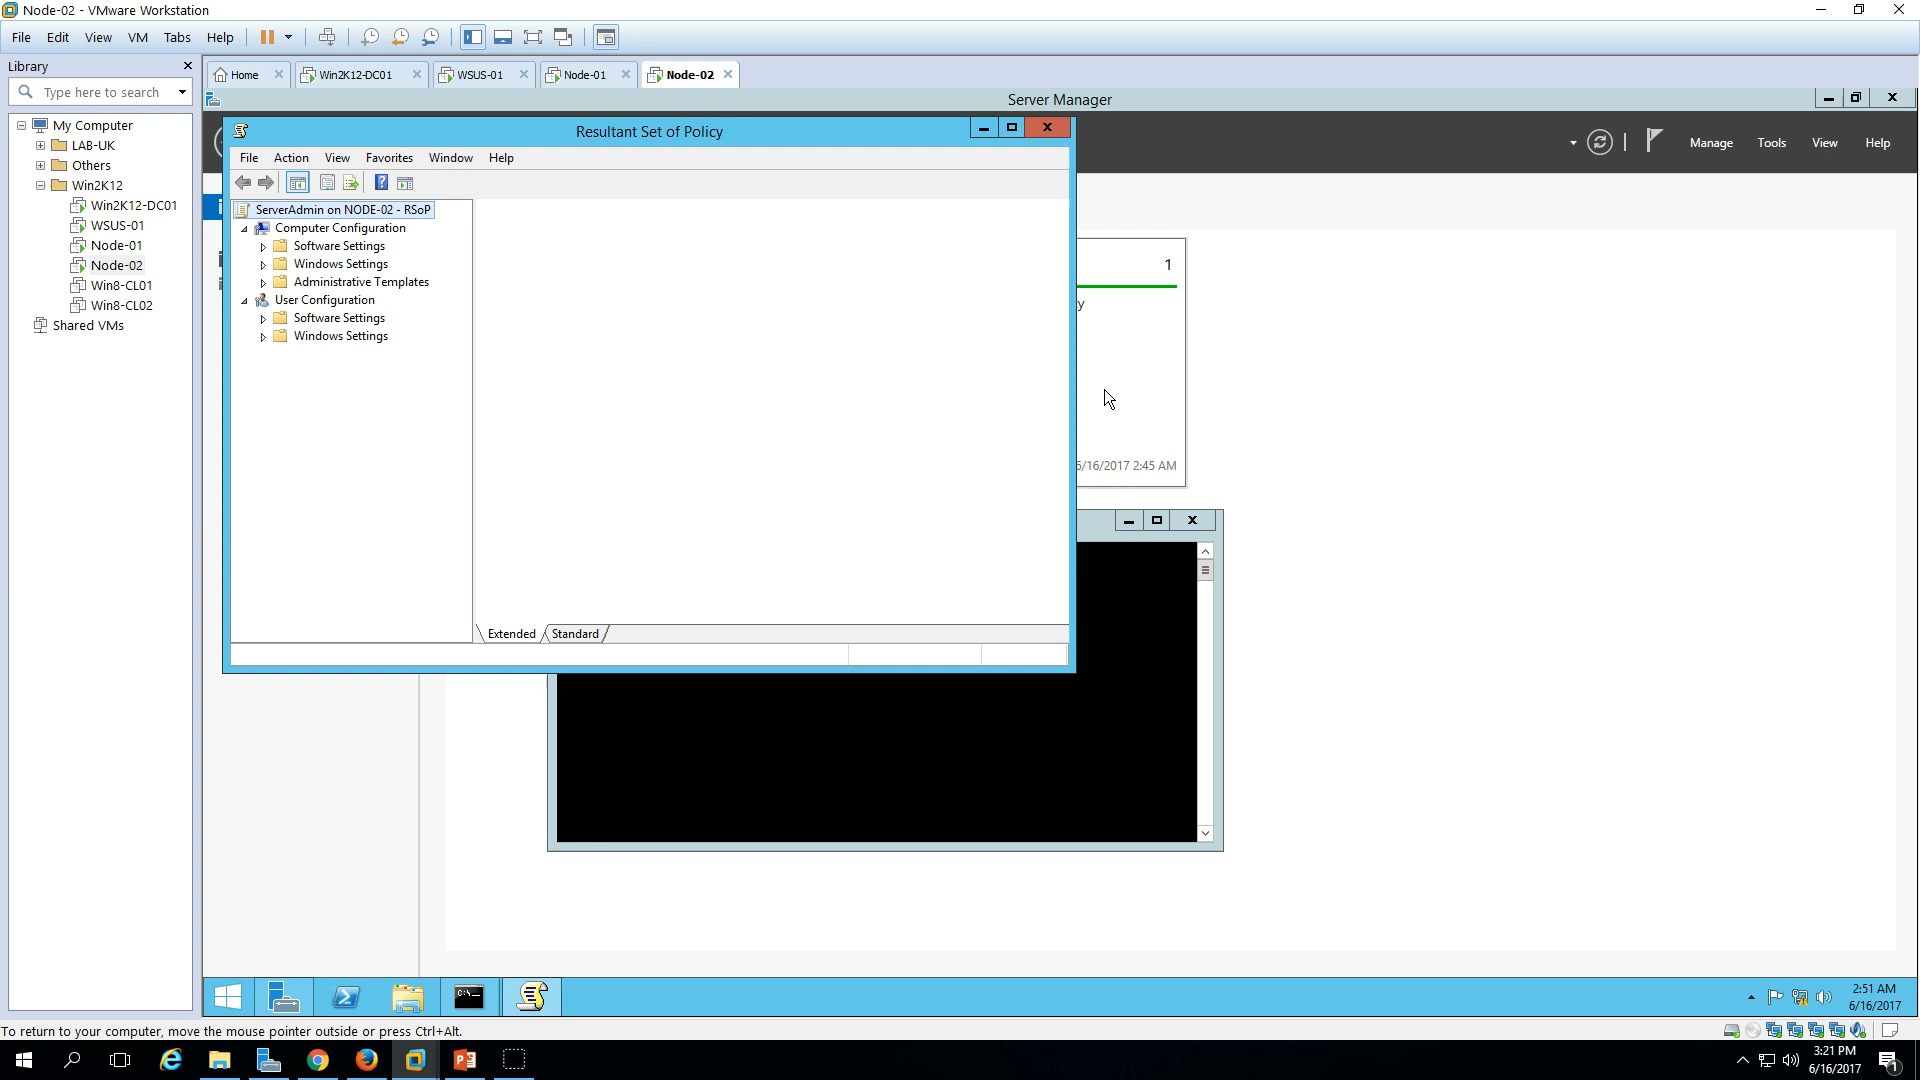 Node-02 - VMware Workstation
File Edit View VM Tabs Help
Library
Home Win2K12-DC01 WSUS-01 Node-01 Node-02
Type here to search
Server Manager
My Computer
LAB-UK
Others
Win2K12
Win2K12-DC01
WSUS-01
Node-01
Node-02
Win8-CL01
Win8-CL02
Shared VMs
Manage Tools View Help
Resultant Set of Policy
File Action View Favorites Window Help
ServerAdmin on NODE-02 - RSoP
Computer Configuration
Software Settings
Windows Settings
Administrative Templates
User Configuration
Software Settings
Windows Settings
Extended Standard
1
y
6/16/2017 2:45 AM
2:51 AM
6/16/2017
To return to your computer, move the mouse pointer outside or press Ctrl+Alt.
3:21 PM
6/16/2017
1